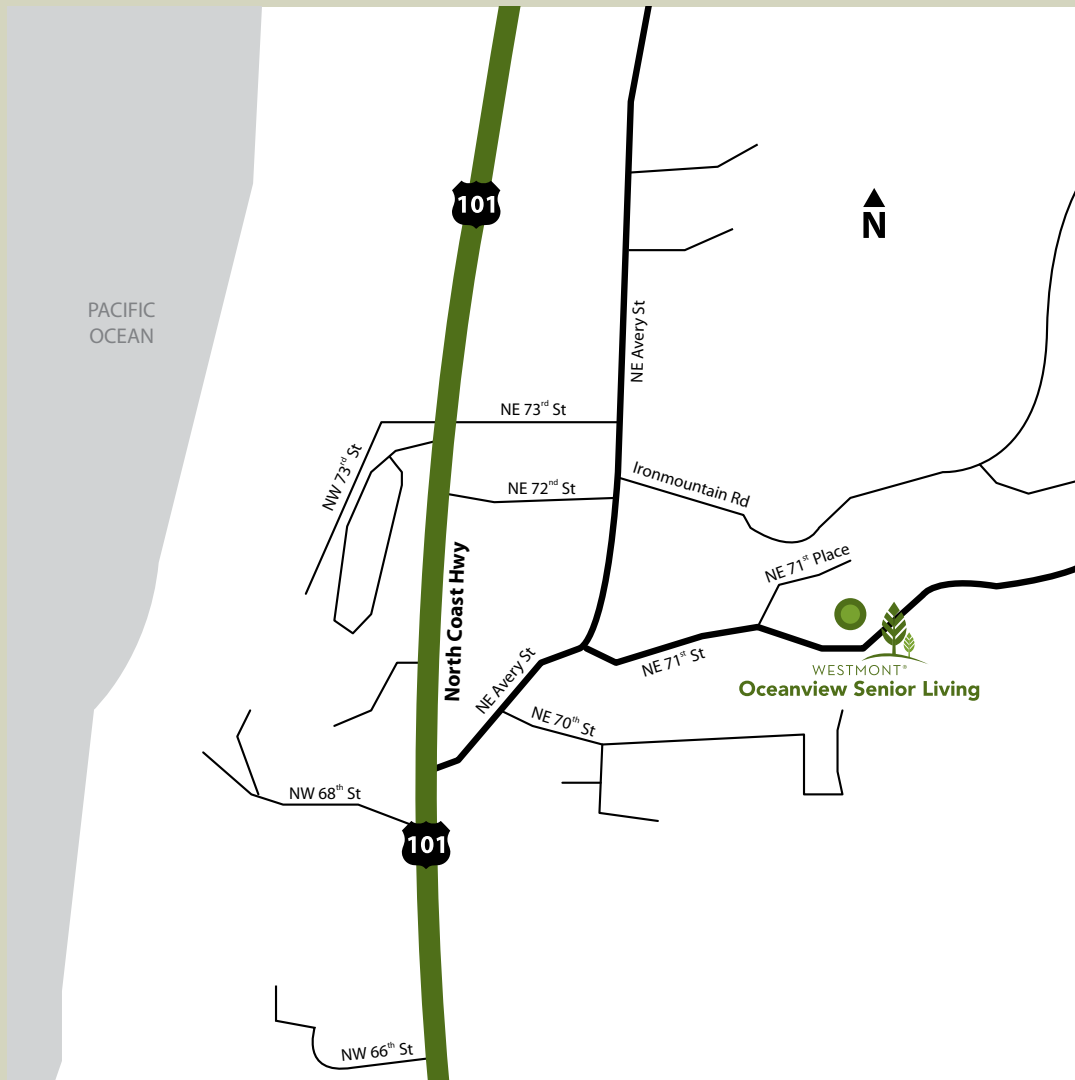 101
N
PACIFIC
OCEAN
NE Avery St
NE 73rd St
NW 73rd St
Ironmountain Rd
NE 72nd St
North Coast Hwy
NE 71st Place
NE Avery St
NE 71st St
WESTMONT®
Oceanview Senior Living
NE 70th St
NW 68th St
101
NW 66th St